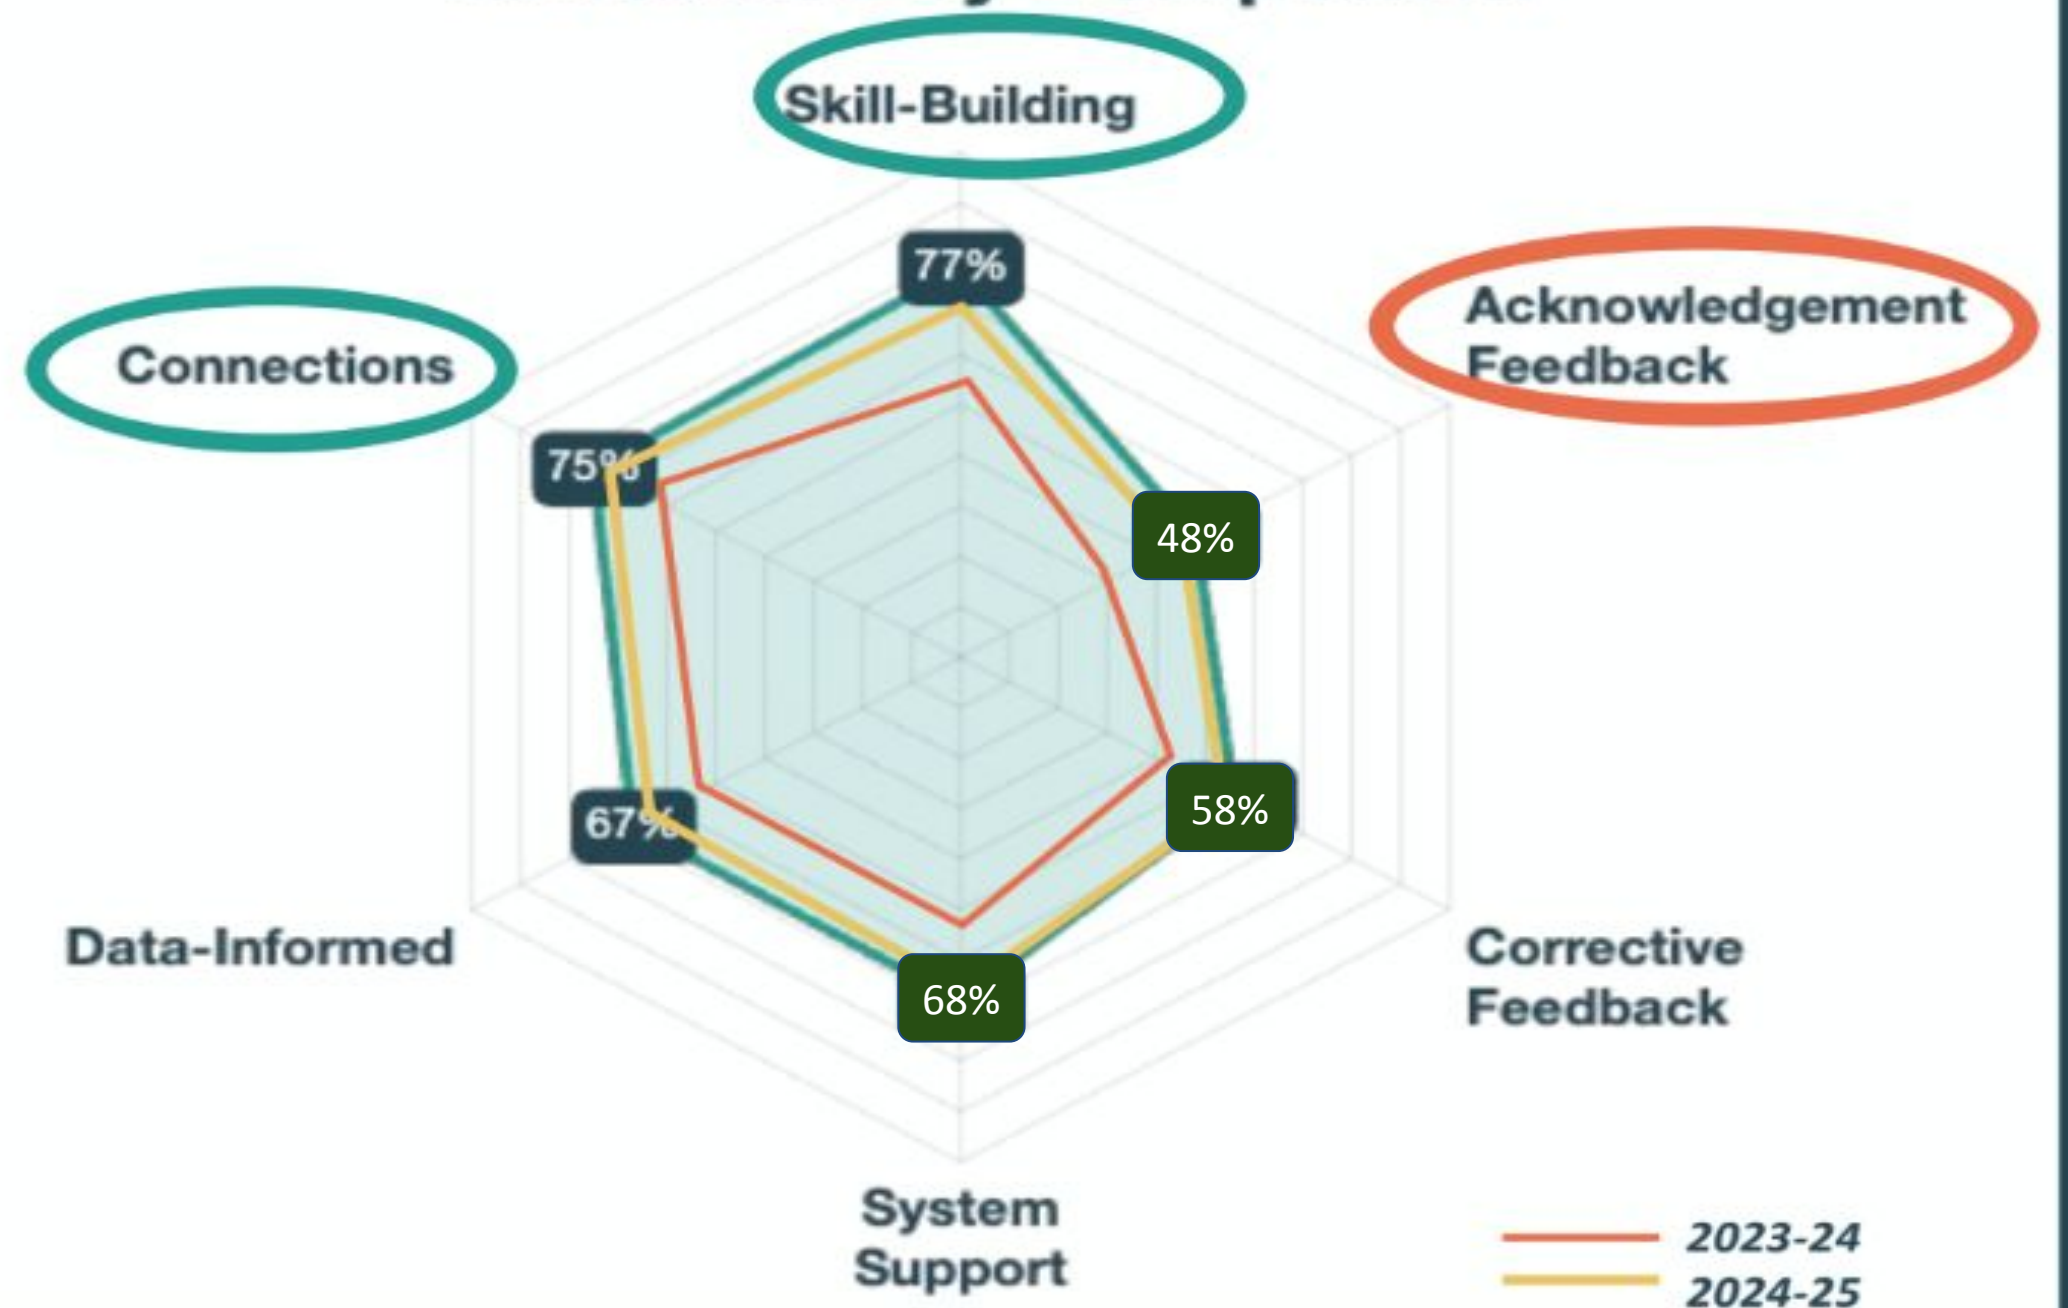 Skill-Building
77%
Acknowledgement
Feedback
Connections
75%
48%
67%
58%
Data-Informed
Corrective
Feedback
68%
System
Support
2023-24
2024-25